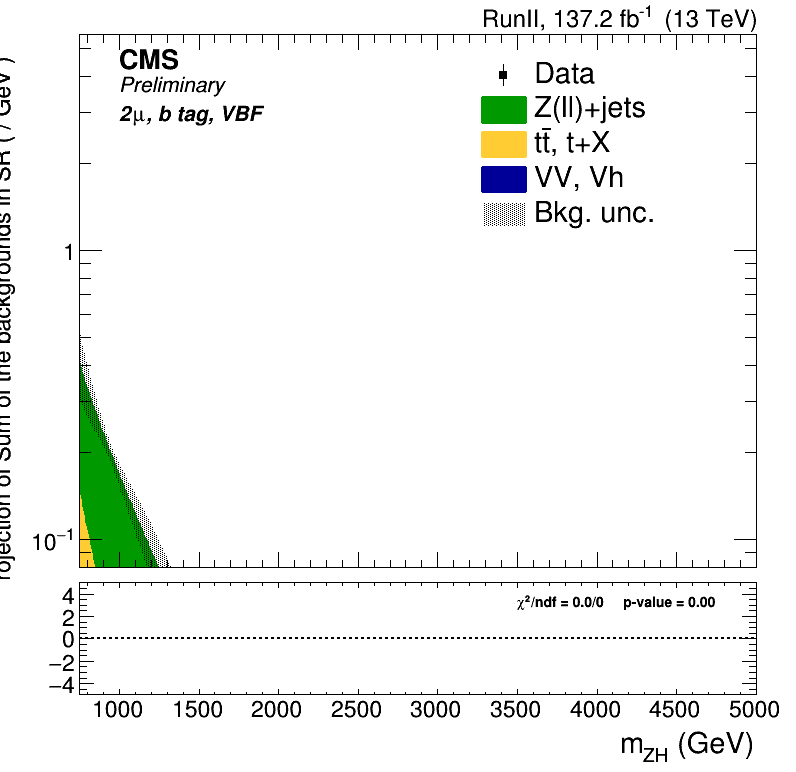 RunII, 137.2 fb⁻¹ (13 TeV)
CMS
Preliminary
2μ, b tag, VBF
Data
Z(ll)+jets
tt̄, t+X
VV, Vh
Bkg. unc.
of Sum of the backgrounds in SR ( / GeV )
1
10⁻¹
χ²/ndf = 0.0/0 p-value = 0.00
4
2
0
−2
−4
1000 1500 2000 2500 3000 3500 4000 4500 5000
m_ZH (GeV)